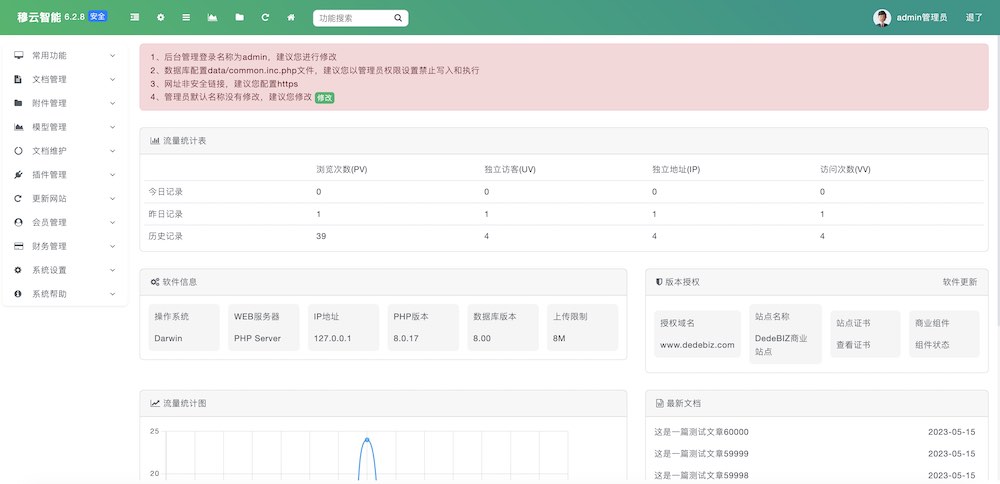 穆云智能 6.2.8 安全
功能搜索
admin管理员 退了
常用功能
文档管理
附件管理
模型管理
文档维护
插件管理
更新网站
会员管理
财务管理
系统设置
系统帮助
1、后台管理登录名称为admin，建议您进行修改
2、数据库配置data/common.inc.php文件，建议您以管理员权限设置禁止写入和执行
3、网址非安全链接，建议您配置https
4、管理员默认名称没有修改，建议您修改 修改
流量统计表
浏览次数(PV) 独立访客(UV) 独立地址(IP) 访问次数(VV)
今日记录 0 0 0 0
昨日记录 1 1 1 1
历史记录 39 4 4 4
软件信息
操作系统 WEB服务器 IP地址 PHP版本 数据库版本 上传限制
Darwin PHP Server 127.0.0.1 8.0.17 8.00 8M
版本授权 软件更新
授权域名 站点名称 站点证书 商业组件
www.dedebiz.com DedeBIZ商业 查看证书 组件状态
站点
流量统计图
25
20
最新文档
这是一篇测试文章60000 2023-05-15
这是一篇测试文章59999 2023-05-15
这是一篇测试文章59998 2023-05-15